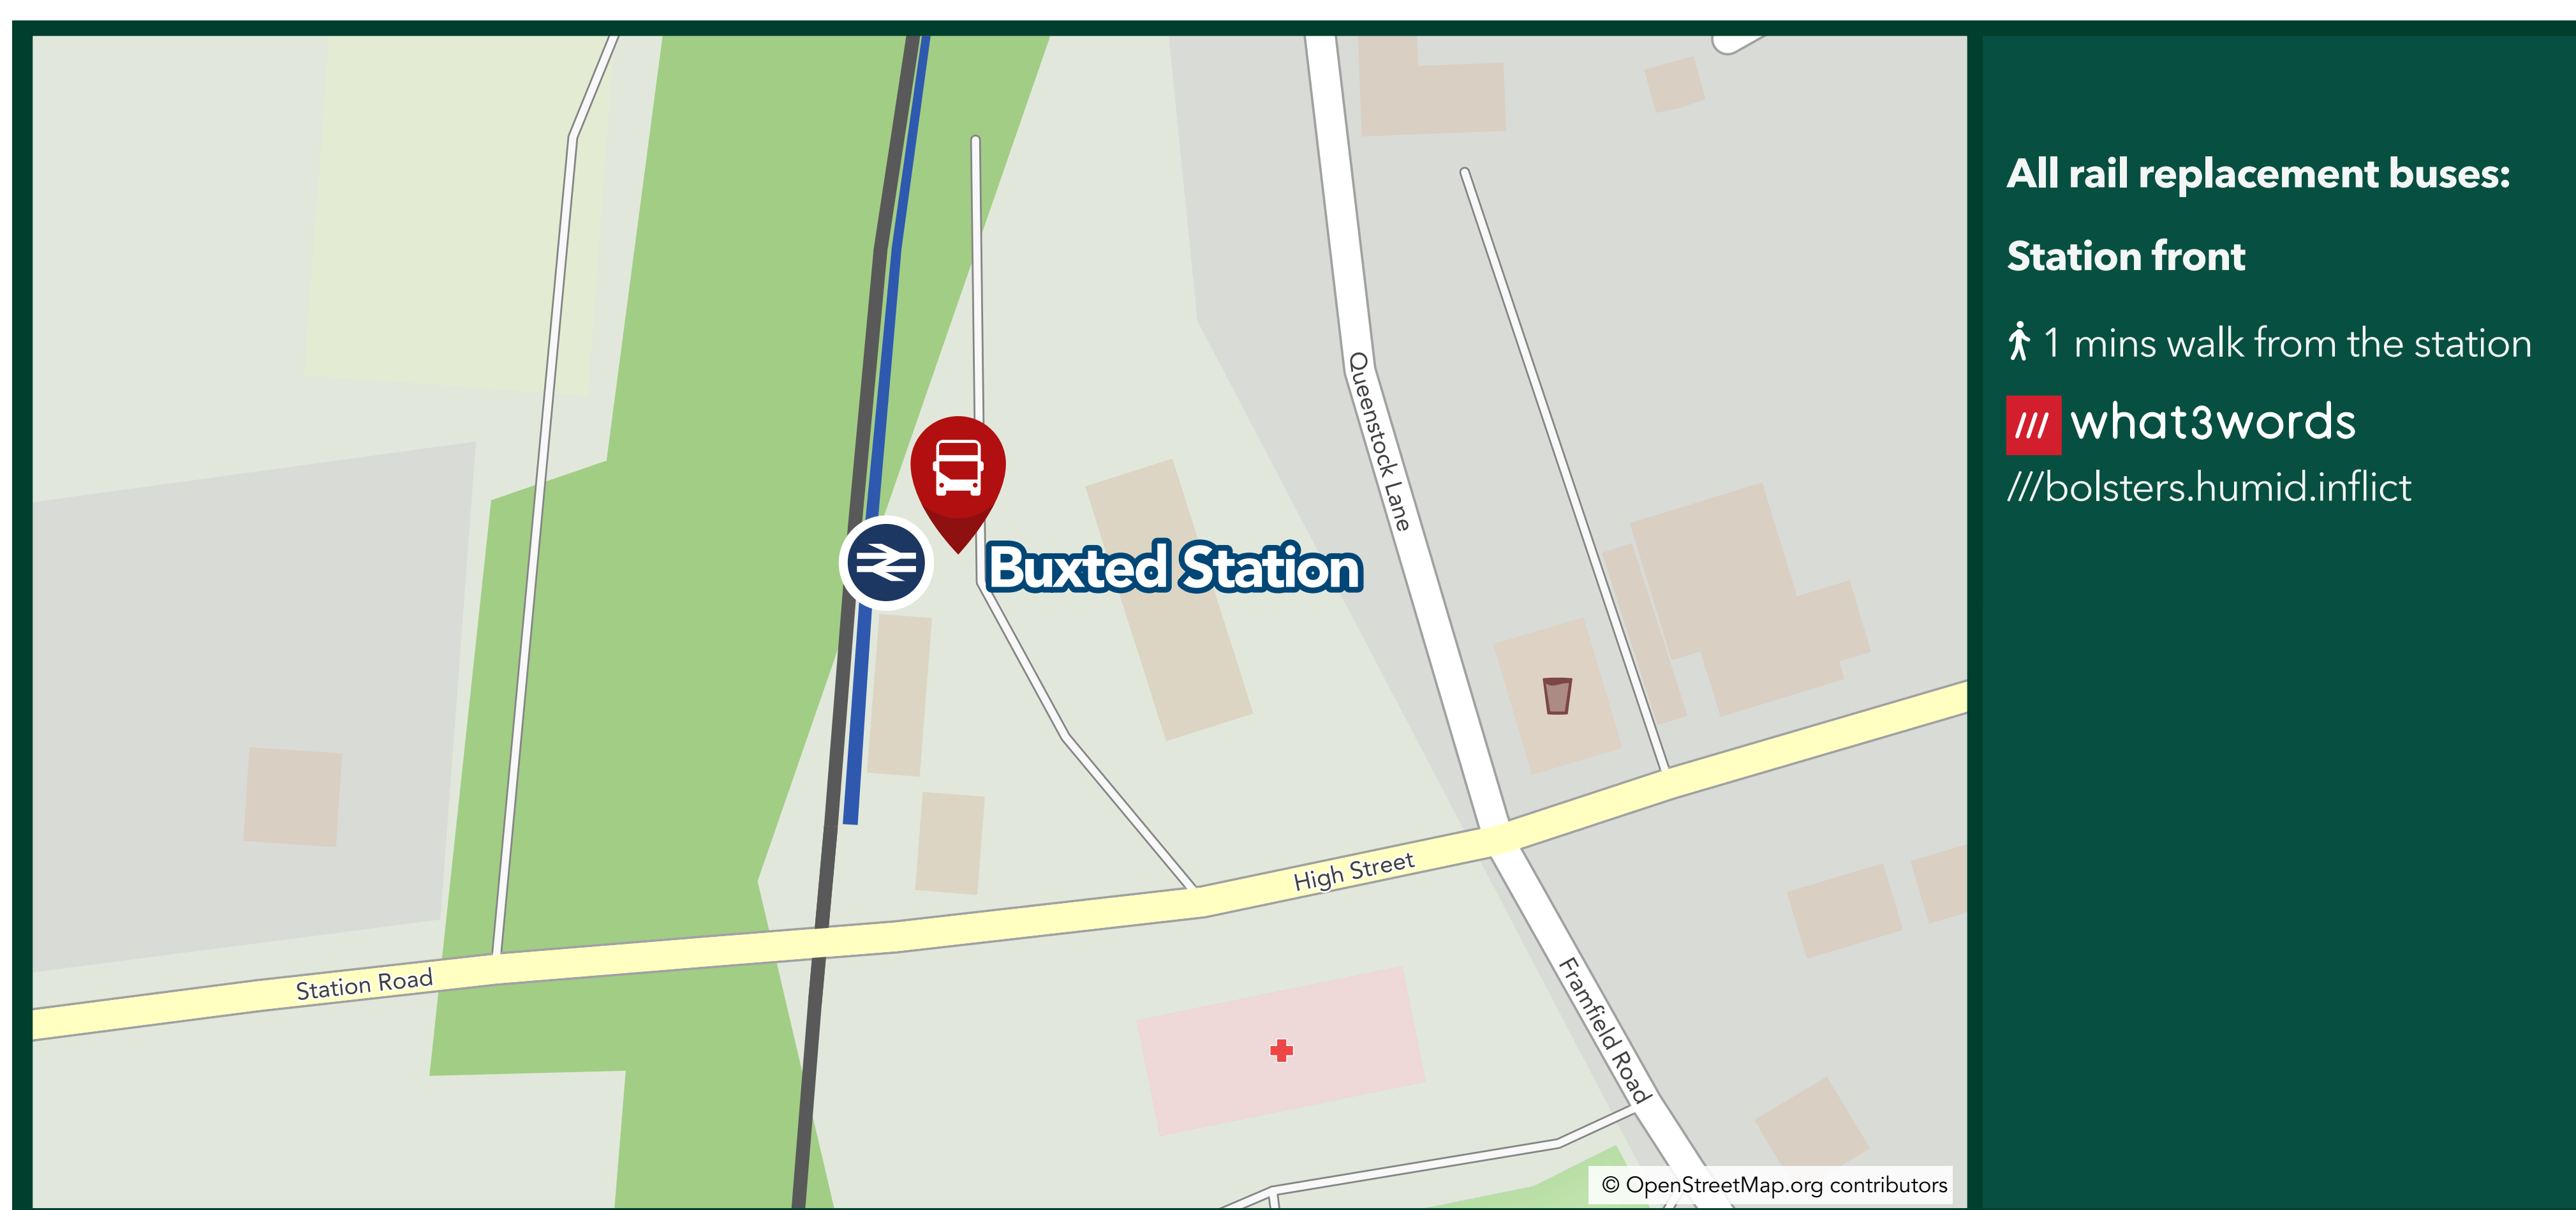 All rail replacement buses:
Station front
1 mins walk from the station
what3words
///bolsters.humid.inflict
Queenstock Lane
Buxted Station
High Street
Station Road
Framfield Road
© OpenStreetMap.org contributors